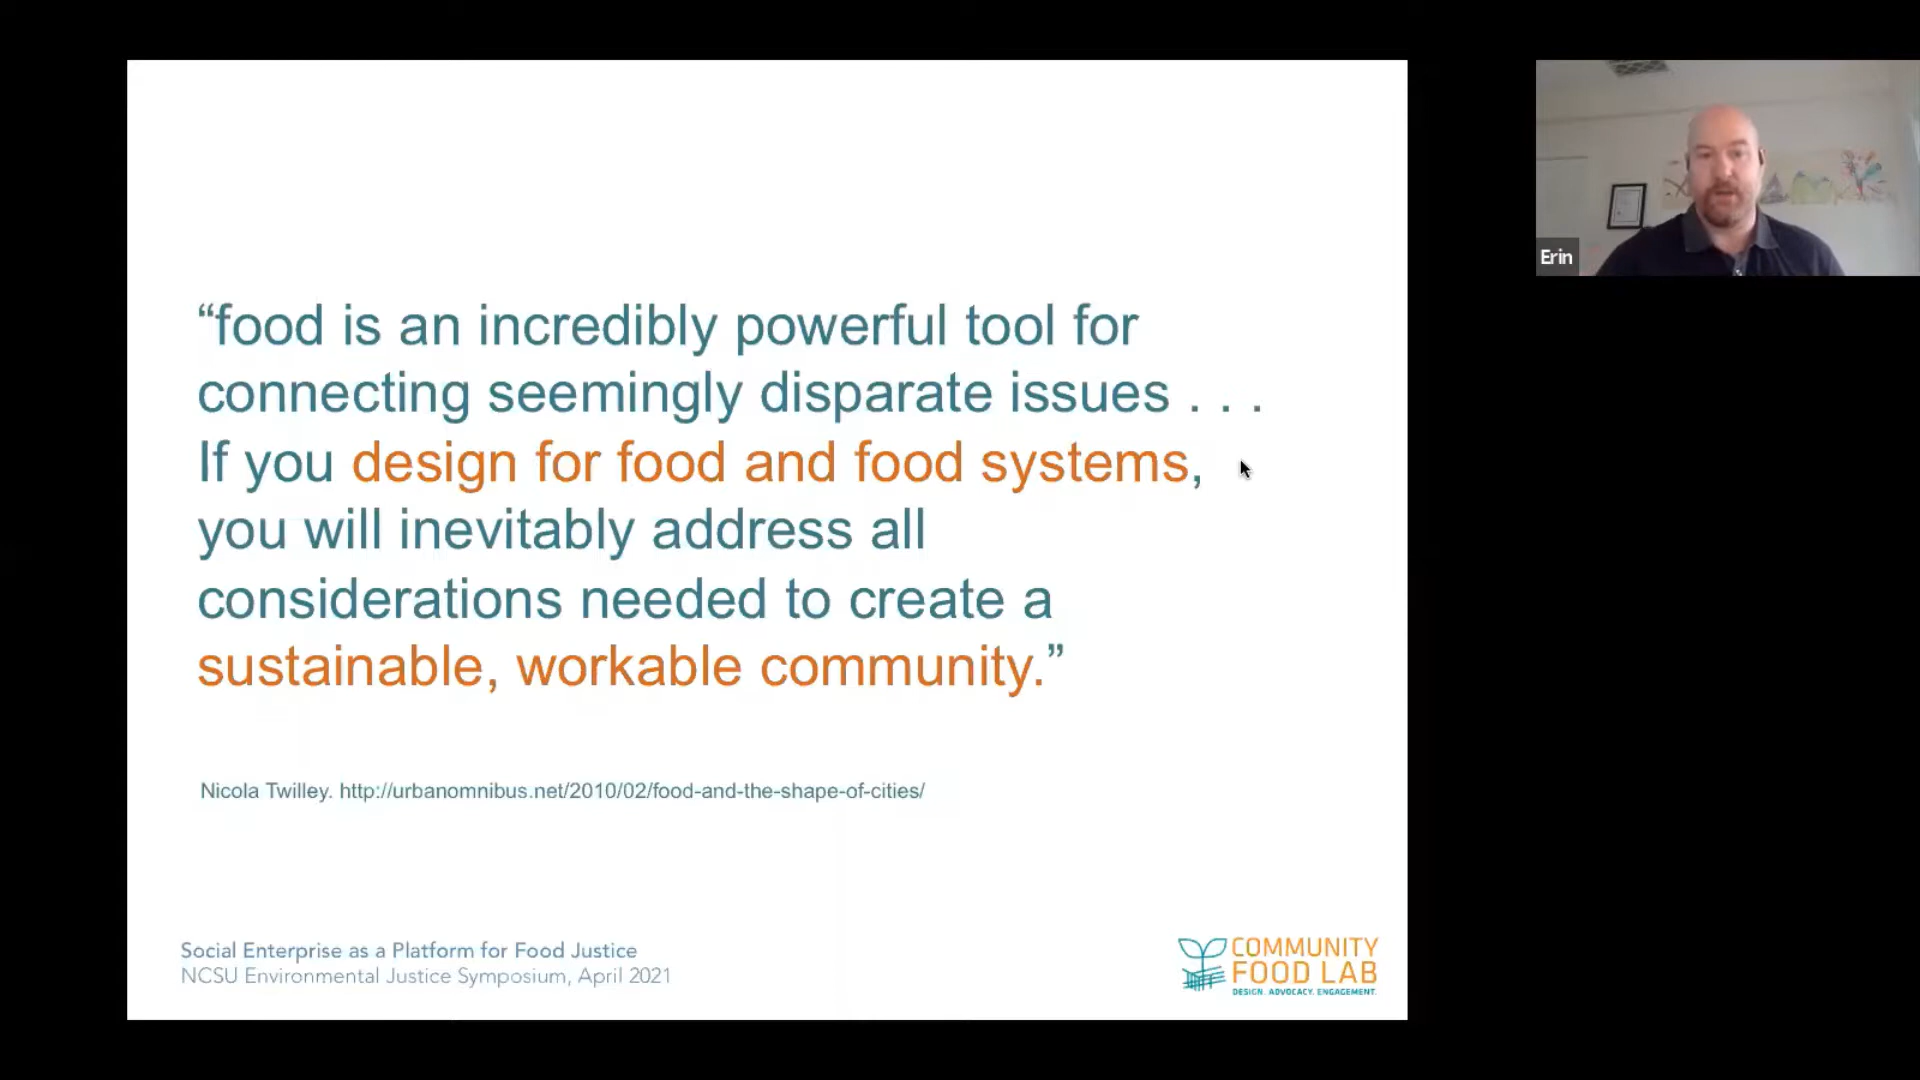 “food is an incredibly powerful tool for
connecting seemingly disparate issues . . .
If you design for food and food systems,
you will inevitably address all
considerations needed to create a
sustainable, workable community.”
Nicola Twilley. http://urbanomnibus.net/2010/02/food-and-the-shape-of-cities/
Social Enterprise as a Platform for Food Justice
NCSU Environmental Justice Symposium, April 2021
COMMUNITY
FOOD LAB
DESIGN. ADVOCACY. ENGAGEMENT.
Erin